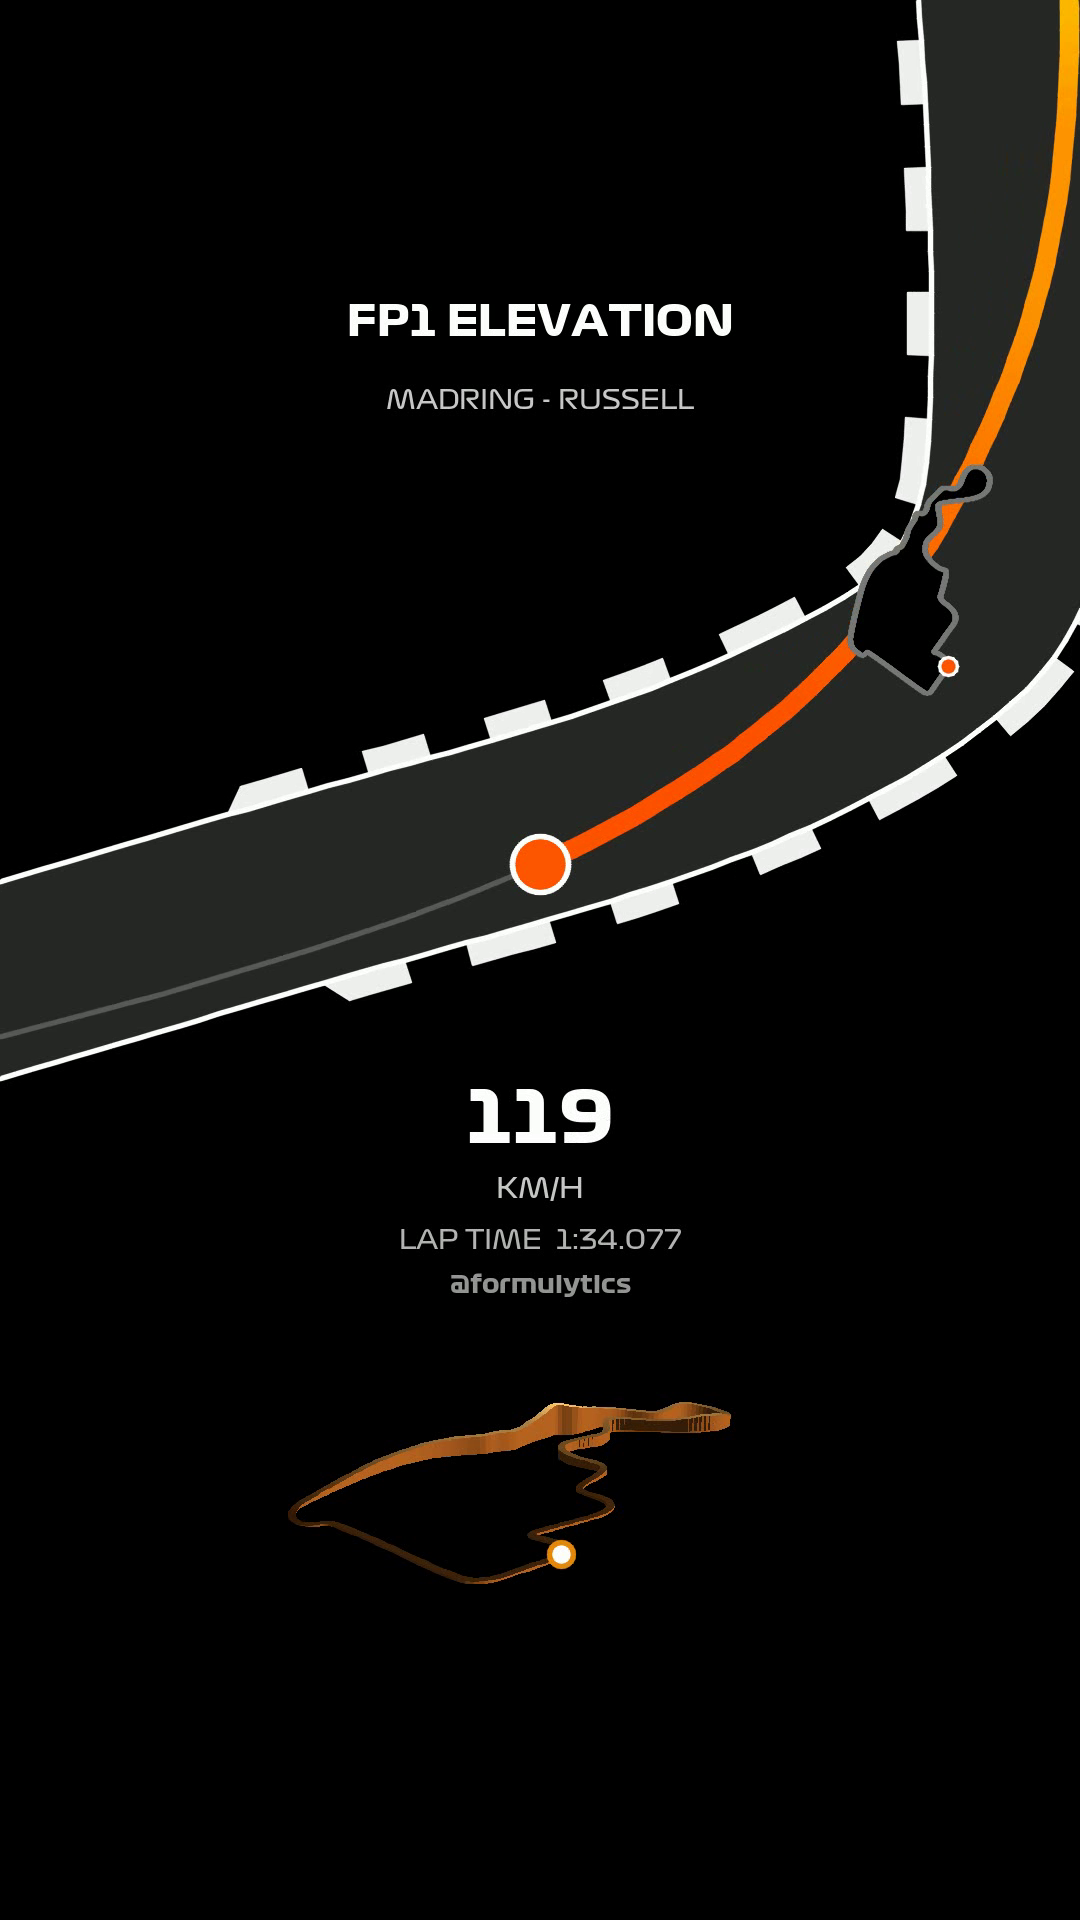 FP1 ELEVATION
MADRING - RUSSELL
119
KM/H
LAP TIME 1:34.077
@formulytics